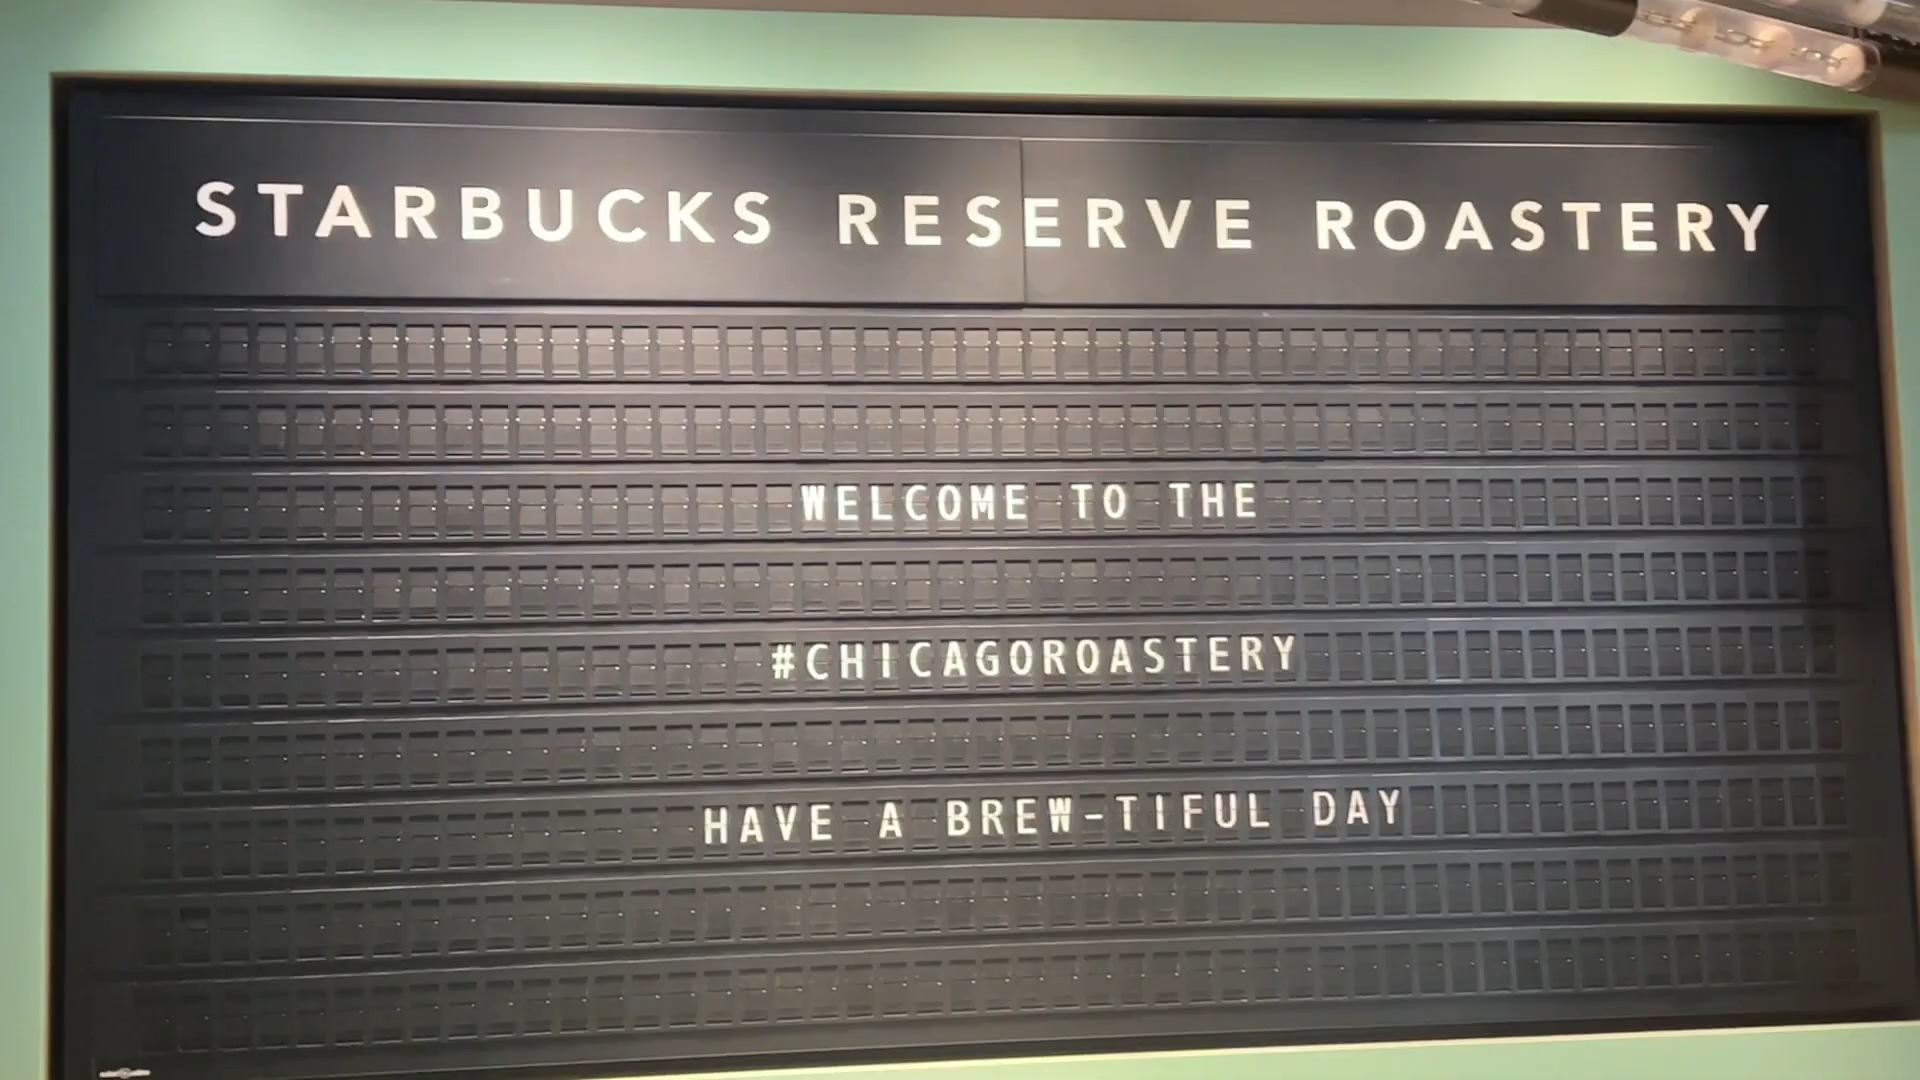 STARBUCKS RESERVE ROASTERY
WELCOME TO THE
#CHICAGOROASTERY
HAVE A BREW-TIFUL DAY